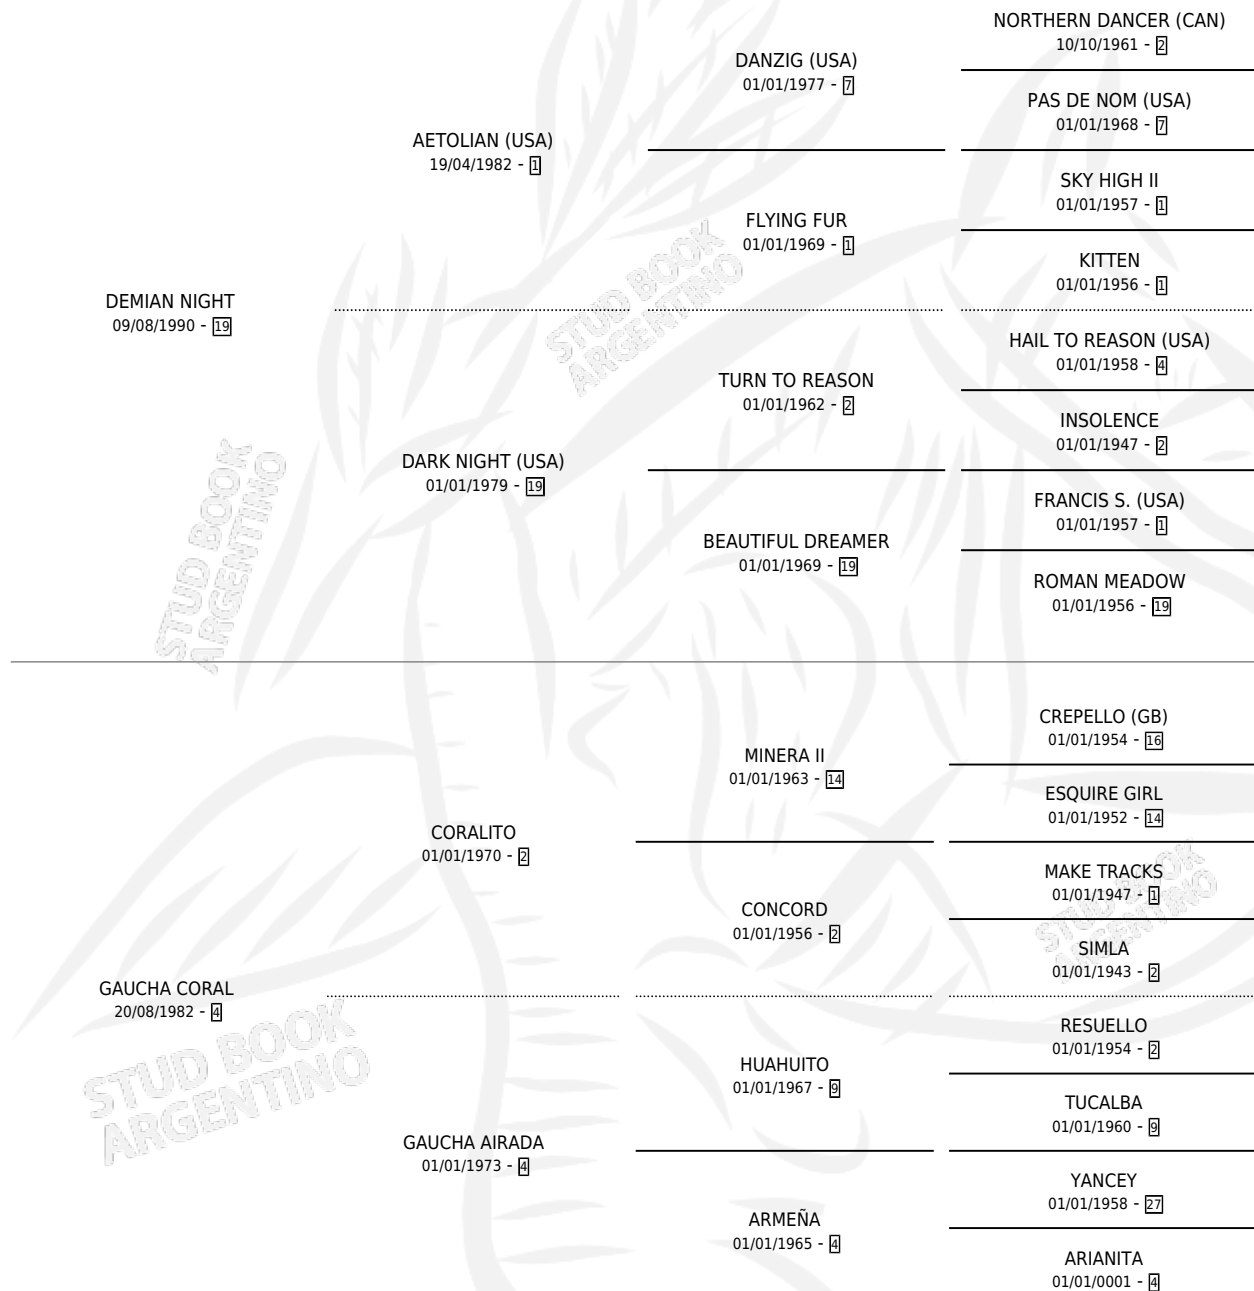 NORTHERN DANCER (CAN)
10/10/1961 - 2
DANZIG (USA)
01/01/1977 - 7
PAS DE NOM (USA)
01/01/1968 - 7
AETOLIAN (USA)
19/04/1982 - 1
SKY HIGH II
01/01/1957 - 1
FLYING FUR
01/01/1969 - 1
KITTEN
01/01/1956 - 1
DEMIAN NIGHT
09/08/1990 - 19
HAIL TO REASON (USA)
01/01/1958 - 4
TURN TO REASON
01/01/1962 - 2
INSOLENCE
01/01/1947 - 2
DARK NIGHT (USA)
01/01/1979 - 19
FRANCIS S. (USA)
01/01/1957 - 1
BEAUTIFUL DREAMER
01/01/1969 - 19
ROMAN MEADOW
01/01/1956 - 19
CREPELLO (GB)
01/01/1954 - 16
MINERA II
01/01/1963 - 14
ESQUIRE GIRL
01/01/1952 - 14
CORALITO
01/01/1970 - 2
MAKE TRACKS
01/01/1947 - 1
CONCORD
01/01/1956 - 2
SIMLA
01/01/1943 - 2
GAUCHA CORAL
20/08/1982 - 4
RESUELLO
01/01/1954 - 2
HUAHUITO
01/01/1967 - 9
TUCALBA
01/01/1960 - 9
GAUCHA AIRADA
01/01/1973 - 4
YANCEY
01/01/1958 - 27
ARMEÑA
01/01/1965 - 4
ARIANITA
01/01/0001 - 4
STUD BOOK
ARGENTINO
STUD BOOK
ARGENTINO
STUD BOOK
ARGENTINO
STUD BOOK
ARGENTINO